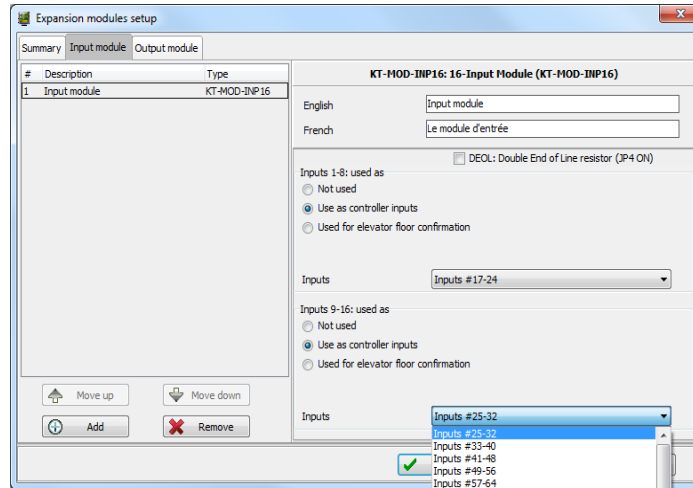 Expansion modules setup
Summary Input module Output module
# Description Type
1 Input module KT-MOD-INP16
Move up Move down
Add Remove
KT-MOD-INP16: 16-Input Module (KT-MOD-INP16)
English Input module
French Le module d'entrée
DEOL: Double End of Line resistor (JP4 ON)
Inputs 1-8: used as
Not used
Use as controller inputs
Used for elevator floor confirmation
Inputs Inputs #17-24
Inputs 9-16: used as
Not used
Use as controller inputs
Used for elevator floor confirmation
Inputs Inputs #25-32
Inputs #25-32
Inputs #33-40
Inputs #41-48
Inputs #49-56
Inputs #57-64